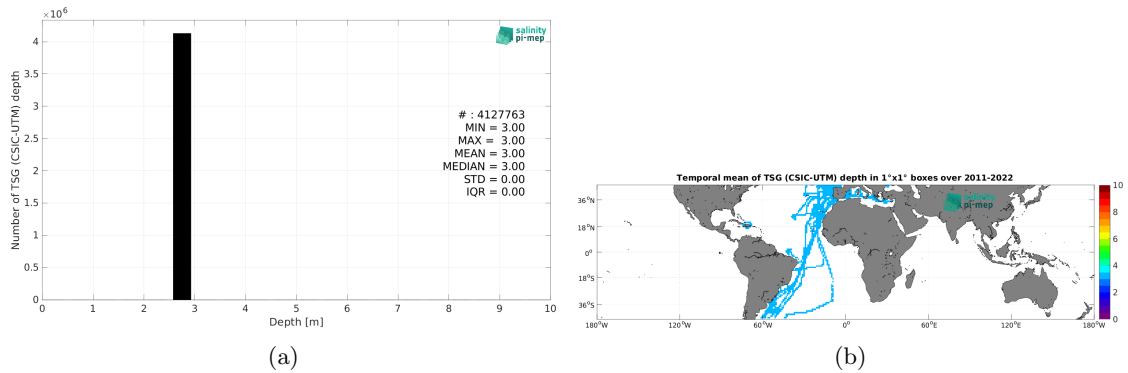 ×10⁶
4
3.5
3
2.5
2
1.5
1
0.5
0
Number of TSG (CSIC-UTM) depth
salinity
pi-mep
# : 4127763
MIN = 3.00
MAX = 3.00
MEAN = 3.00
MEDIAN = 3.00
STD = 0.00
IQR = 0.00
0 1 2 3 4 5 6 7 8 9 10
Depth [m]
(a)
Temporal mean of TSG (CSIC-UTM) depth in 1°x1° boxes over 2011-2022
salinity
pi-mep
36°N
18°N
0°
18°S
36°S
180°W 120°W 60°W 0° 60°E 120°E 180°W
10
8
6
4
2
0
(b)